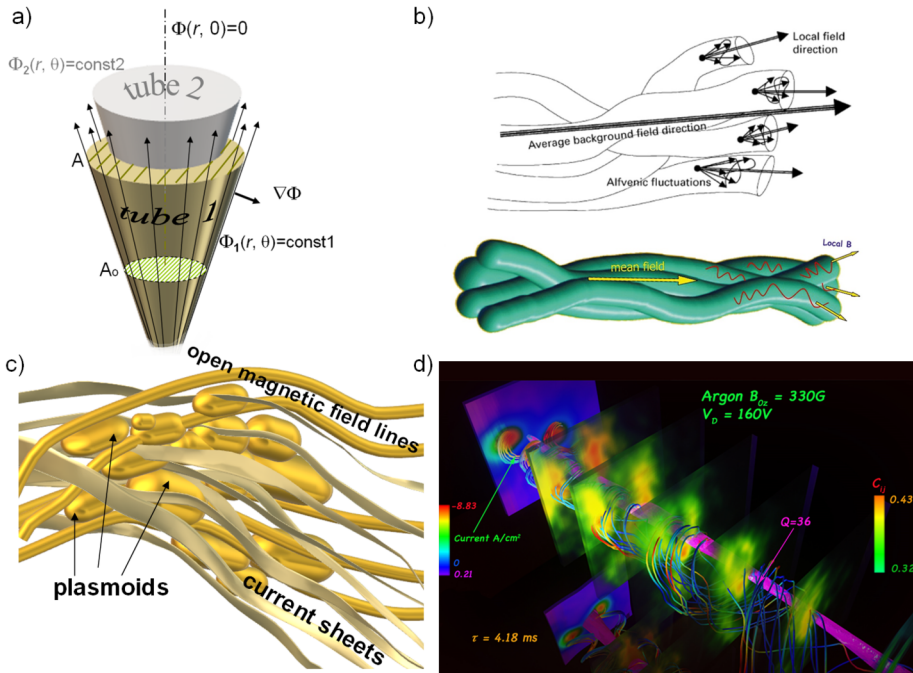 a)
Φ(r, 0)=0
Φ₂(r, θ)=const2
tube 2
A
tube 1
∇Φ
Φ₁(r, θ)=const1
A₀
b)
Local field
direction
Average background field direction
Alfvenic fluctuations
Local B
mean field
c)
open magnetic field lines
plasmoids
current sheets
d)
Argon B₀z = 330G
V_D = 160V
-8.83
Current A/cm²
0
0.21
C_ij
0.43
0.32
Q=36
τ = 4.18 ms